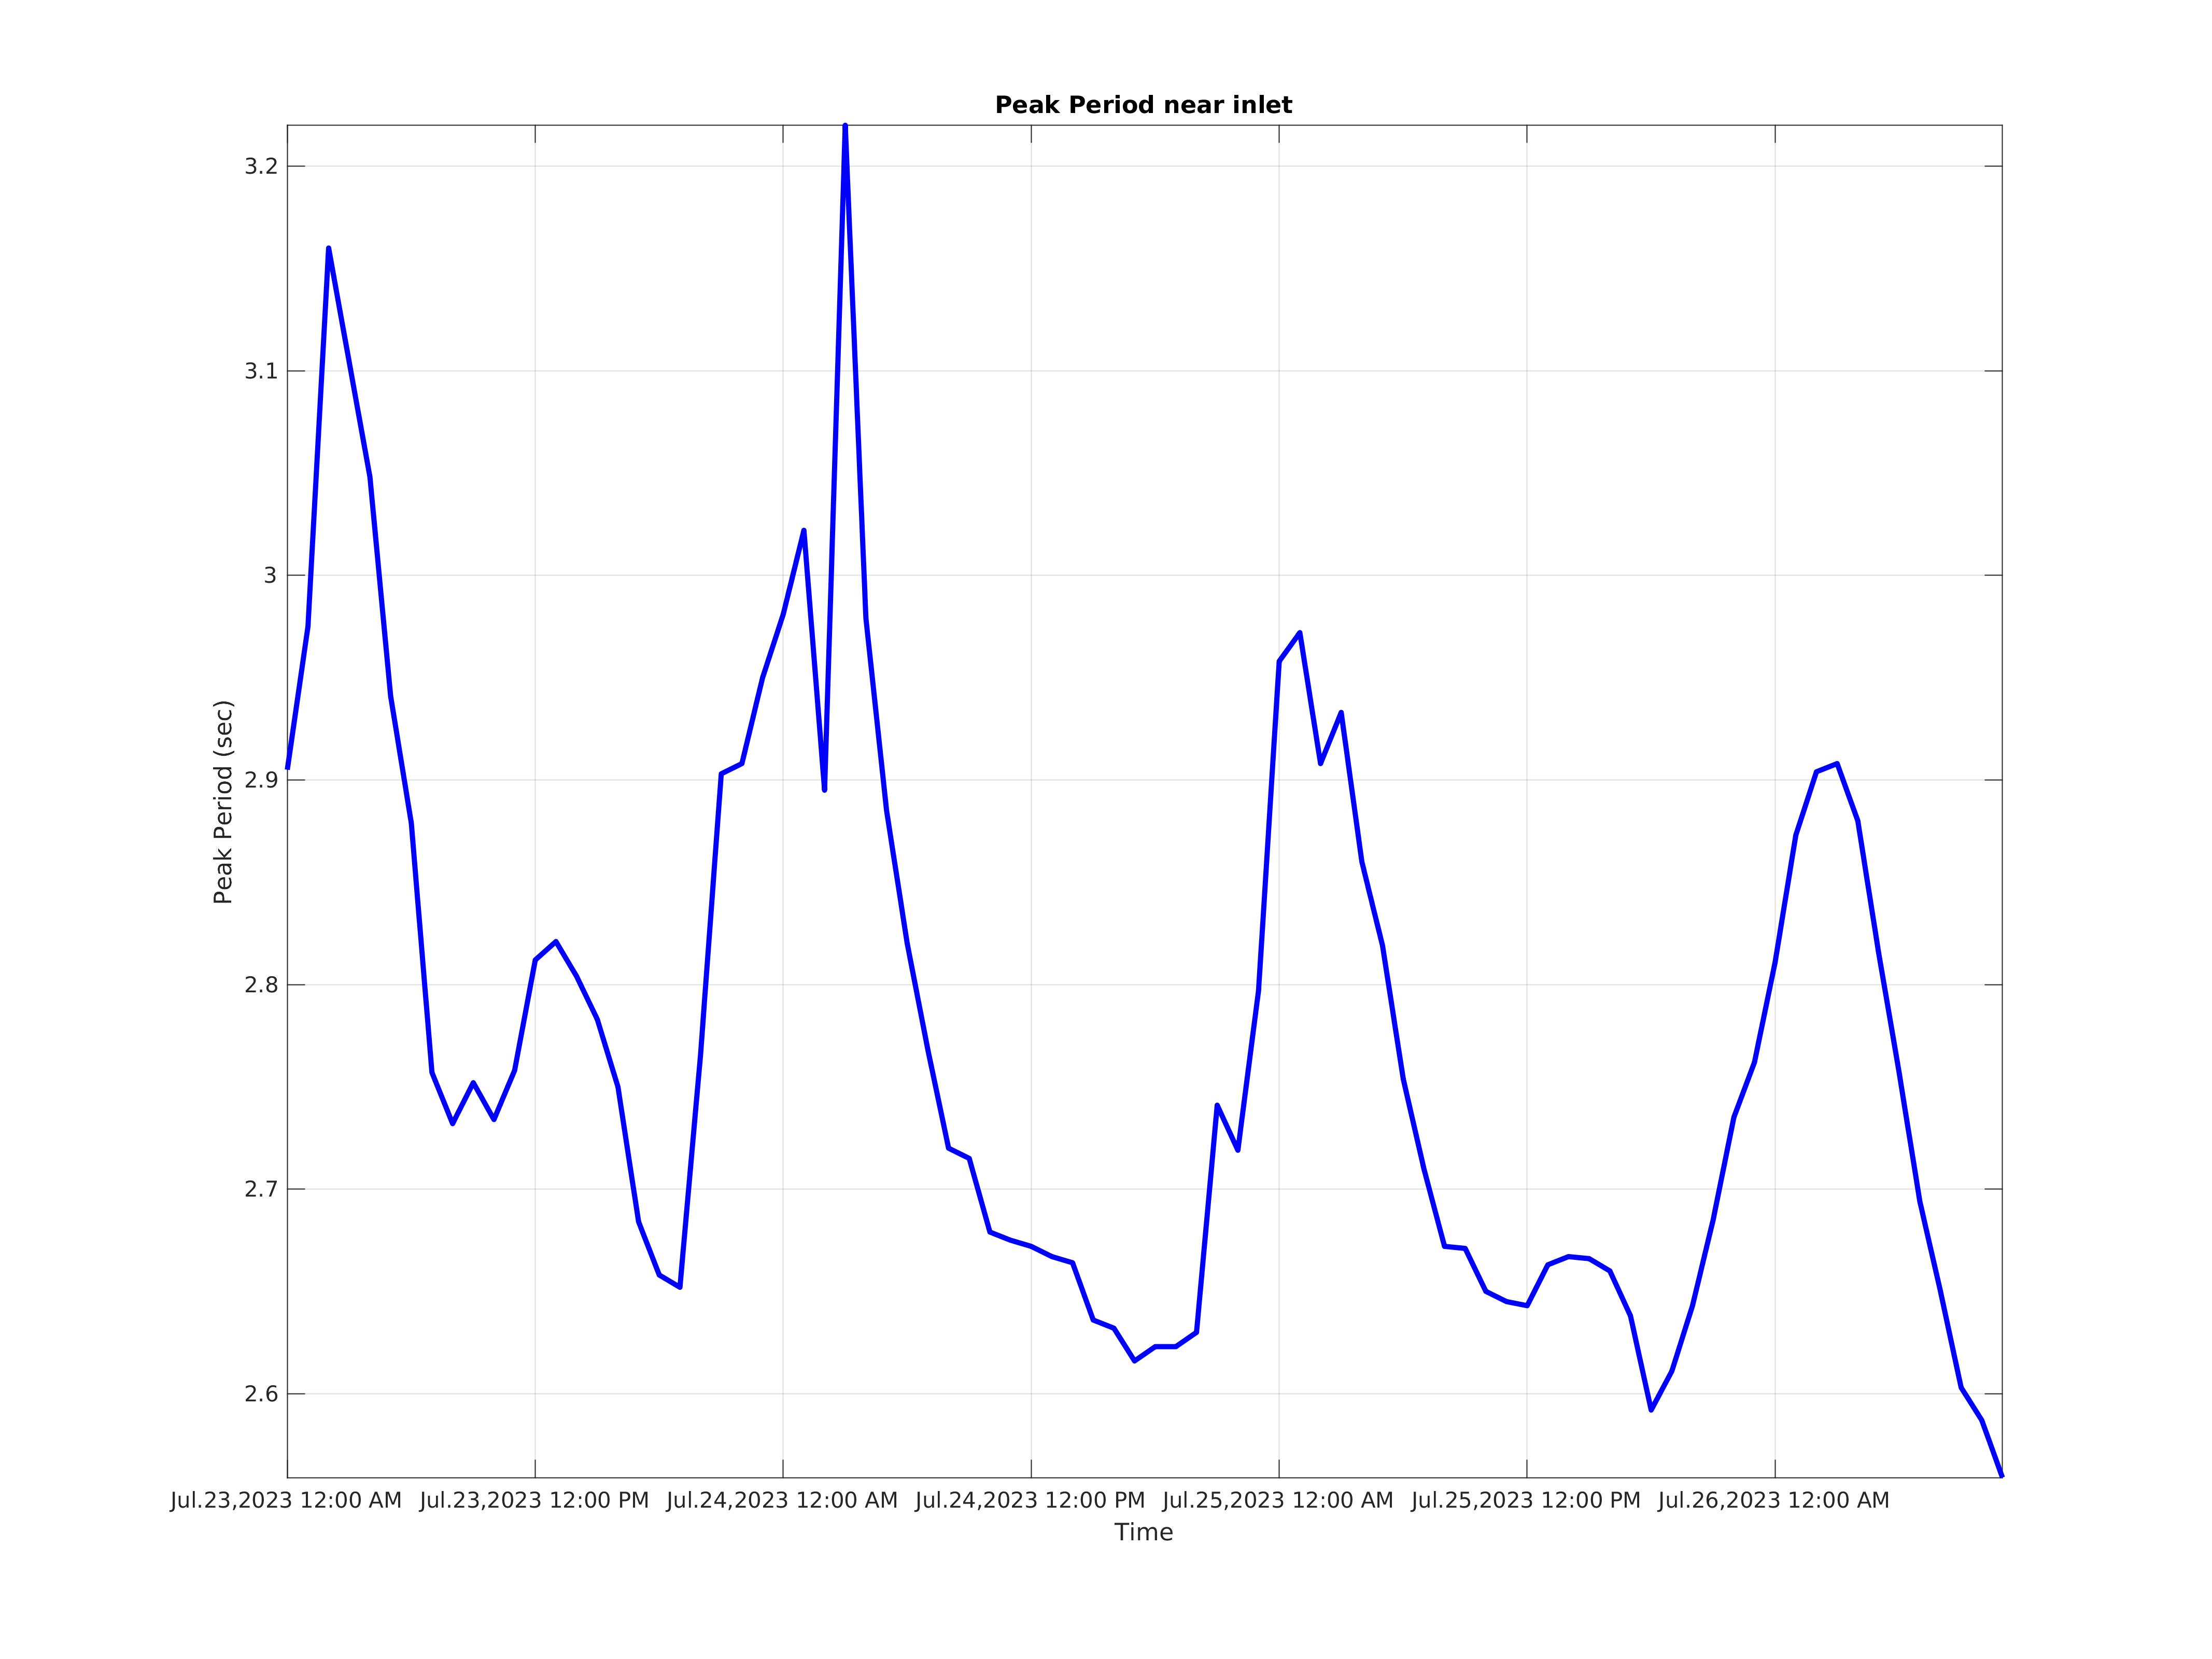 Peak Period near inlet
3.2
3.1
3
2.9
2.8
2.7
2.6
Peak Period (sec)
Jul.23,2023 12:00 AM Jul.23,2023 12:00 PM Jul.24,2023 12:00 AM Jul.24,2023 12:00 PM Jul.25,2023 12:00 AM Jul.25,2023 12:00 PM Jul.26,2023 12:00 AM
Time